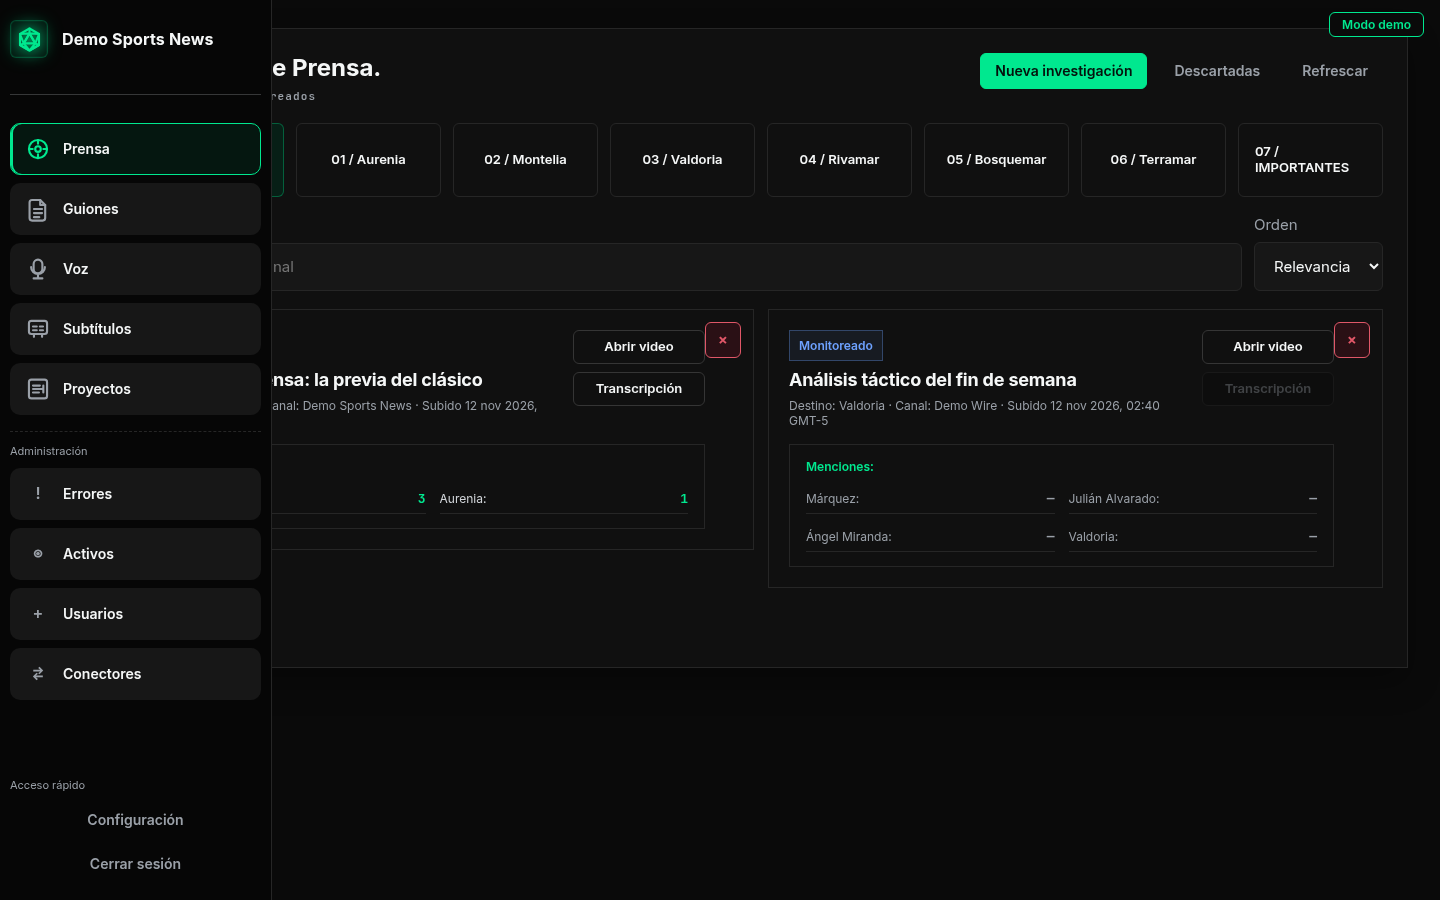 Demo Sports News
Prensa
Guiones
Voz
Subtítulos
Proyectos
Administración
! Errores
Activos
+ Usuarios
Conectores
Acceso rápido
Configuración
Cerrar sesión
Modo demo
e Prensa.
reados
Nueva investigación
Descartadas
Refrescar
01 / Aurenia
02 / Montelia
03 / Valdoria
04 / Rivamar
05 / Bosquemar
06 / Terramar
07 /
IMPORTANTES
nal
Orden
Relevancia
Abrir video
×
ensa: la previa del clásico
Transcripción
anal: Demo Sports News · Subido 12 nov 2026,
3
Aurenia: 1
Monitoreado
Abrir video
×
Análisis táctico del fin de semana
Transcripción
Destino: Valdoria · Canal: Demo Wire · Subido 12 nov 2026, 02:40
GMT-5
Menciones:
Márquez: — Julián Alvarado: —
Ángel Miranda: — Valdoria: —